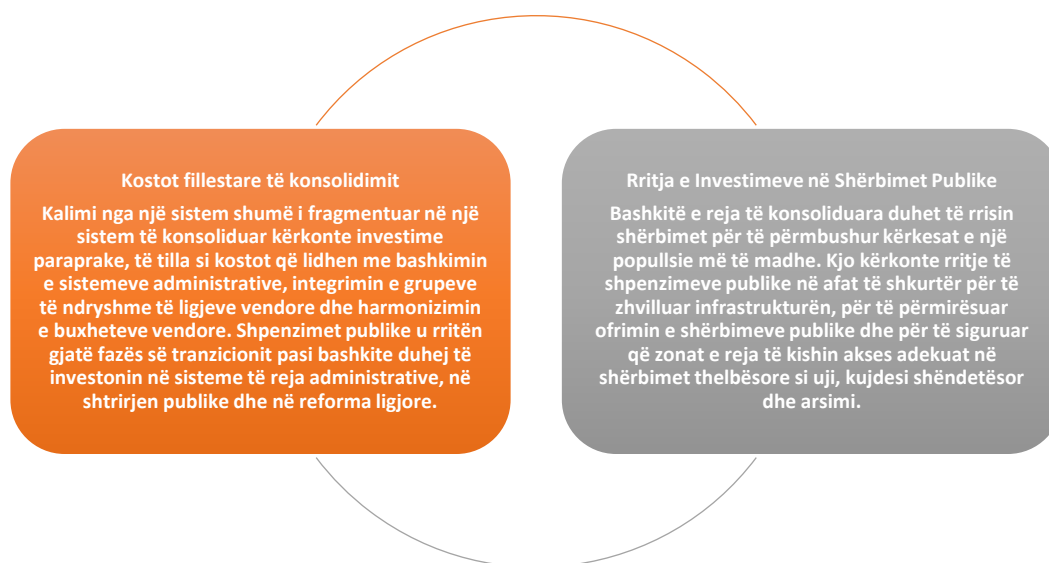 Kostot fillestare të konsolidimit
Kalimi nga një sistem shumë i fragmentuar në një
sistem të konsoliduar kërkonte investime
paraprake, të tilla si kostot që lidhen me bashkimin
e sistemeve administrative, integrimin e grupeve
të ndryshme të ligjeve vendore dhe harmonizimin
e buxheteve vendore. Shpenzimet publike u rritën
gjatë fazës së tranzicionit pasi bashkite duhej të
investonin në sisteme të reja administrative, në
shtrirjen publike dhe në reforma ligjore.
Rritja e Investimeve në Shërbimet Publike
Bashkitë e reja të konsoliduara duhet të rrisin
shërbimet për të përmbushur kërkesat e një
popullsie më të madhe. Kjo kërkonte rritje të
shpenzimeve publike në afat të shkurtër për të
zhvilluar infrastrukturën, për të përmirësuar
ofrimin e shërbimeve publike dhe për të siguruar
që zonat e reja të kishin akses adekuat në
shërbimet thelbësore si uji, kujdesi shëndetësor
dhe arsimi.